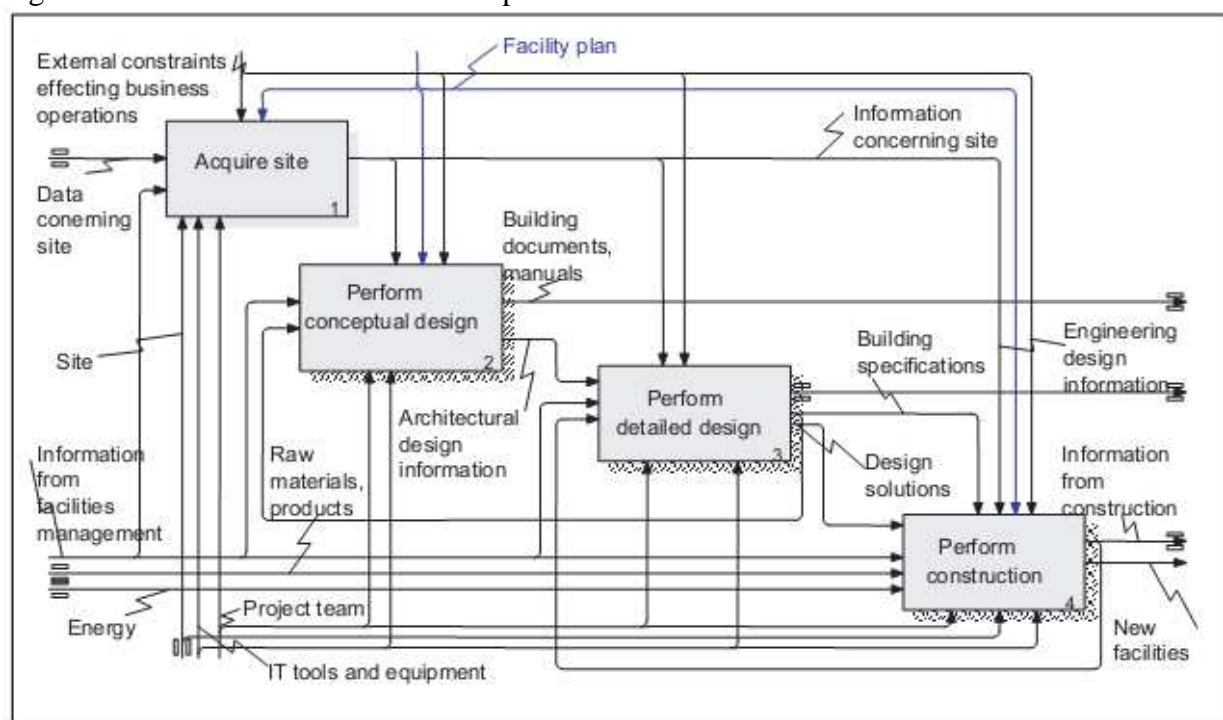 External constraints
effecting business
operations
Facility plan
Acquire site
1
Information
concerning site
Data
conerning
site
Building
documents,
manuals
Perform
conceptual design
2
Site
Building
specifications
Engineering
design
information
Perform
detailed design
3
Architectural
design
information
Information
from
facilities
management
Raw
materials,
products
Design
solutions
Information
from
construction
Perform
construction
4
Energy
Project team
IT tools and equipment
New
facilities